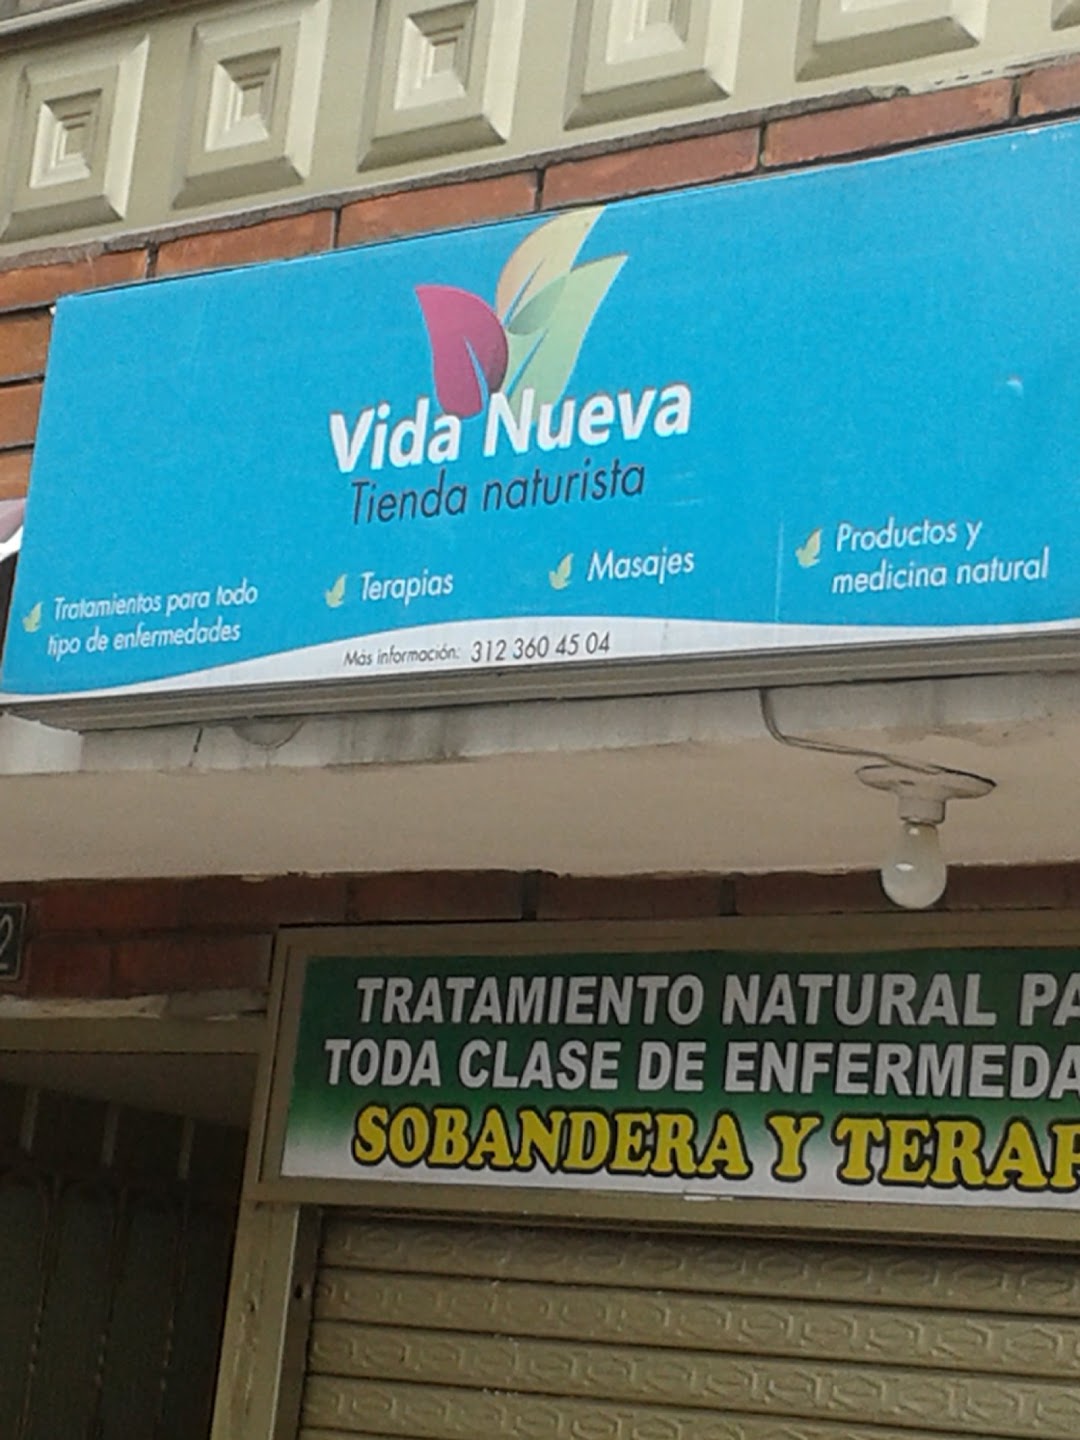 Vida Nueva
Tienda naturista
Tratamientos para todo
tipo de enfermedades
Terapias
Masajes
Productos y
medicina natural
Más información: 312 360 45 04
2
TRATAMIENTO NATURAL PA
TODA CLASE DE ENFERMEDA
SOBANDERA Y TERAP